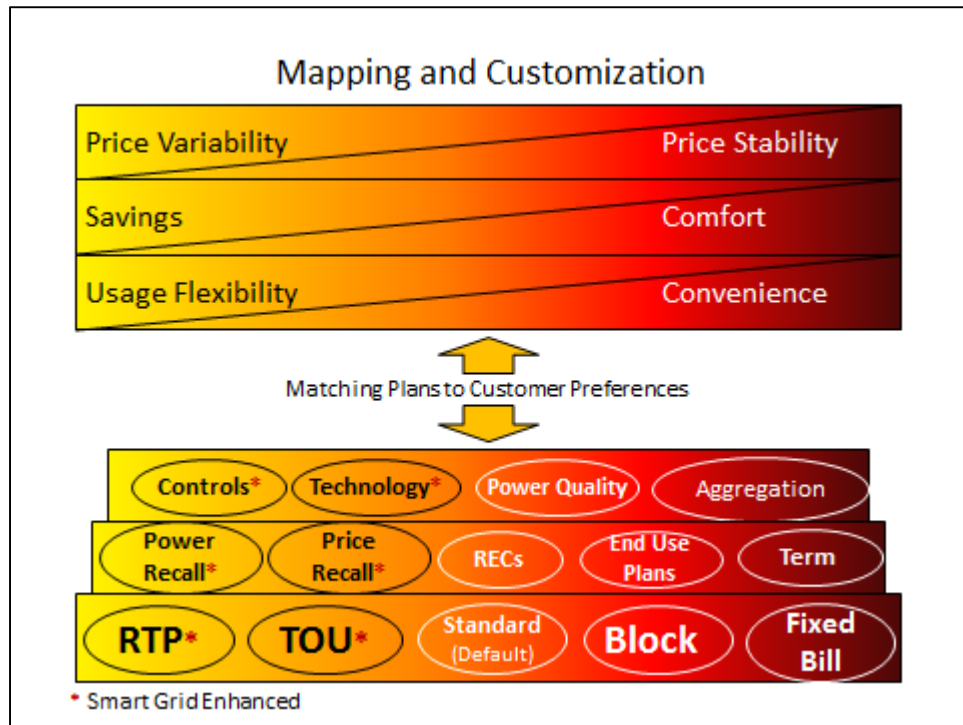 Mapping and Customization
Price Variability Price Stability
Savings Comfort
Usage Flexibility Convenience
Matching Plans to Customer Preferences
Controls* Technology* Power Quality Aggregation
Power Recall* Price Recall* RECs End Use Plans Term
RTP* TOU* Standard (Default) Block Fixed Bill
* Smart Grid Enhanced